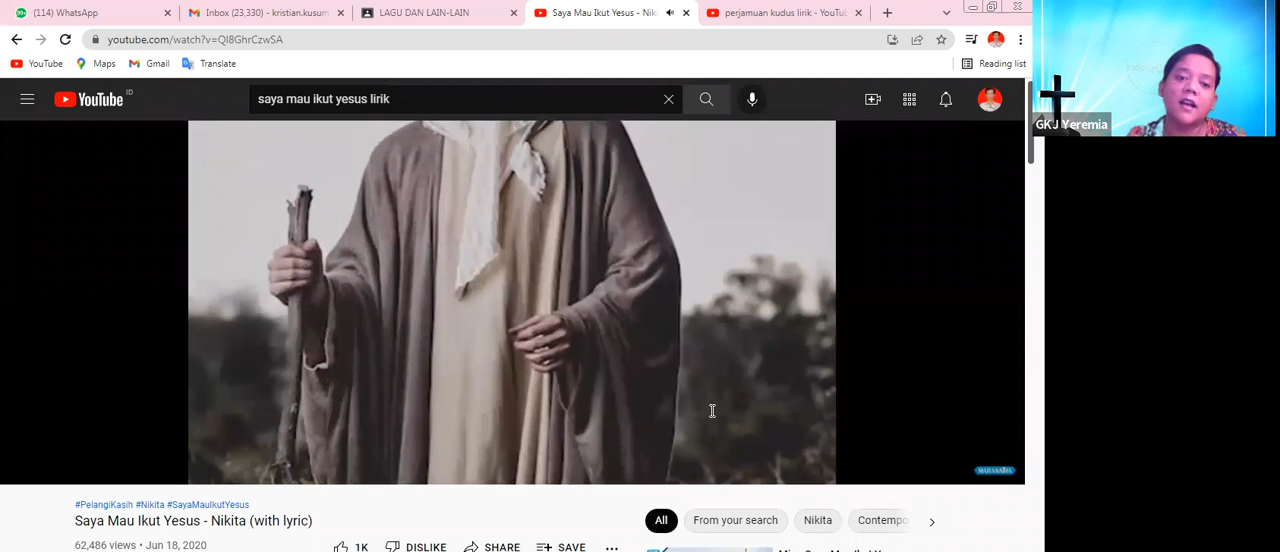 (114) WhatsApp
Inbox (23,330) - kristian.kusum
LAGU DAN LAIN-LAIN
Saya Mau Ikut Yesus - Niki
perjamuan kudus lirik - YouTub
youtube.com/watch?v=QI8GhrCzwSA
YouTube
Maps
Gmail
Translate
Reading list
YouTube ID
saya mau ikut yesus lirik
GKJ Yeremia
MARANATHA
#PelangiKasih #Nikita #SayaMauIkutYesus
Saya Mau Ikut Yesus - Nikita (with lyric)
62,486 views • Jun 18, 2020
1K
DISLIKE
SHARE
SAVE
All
From your search
Nikita
Contempo